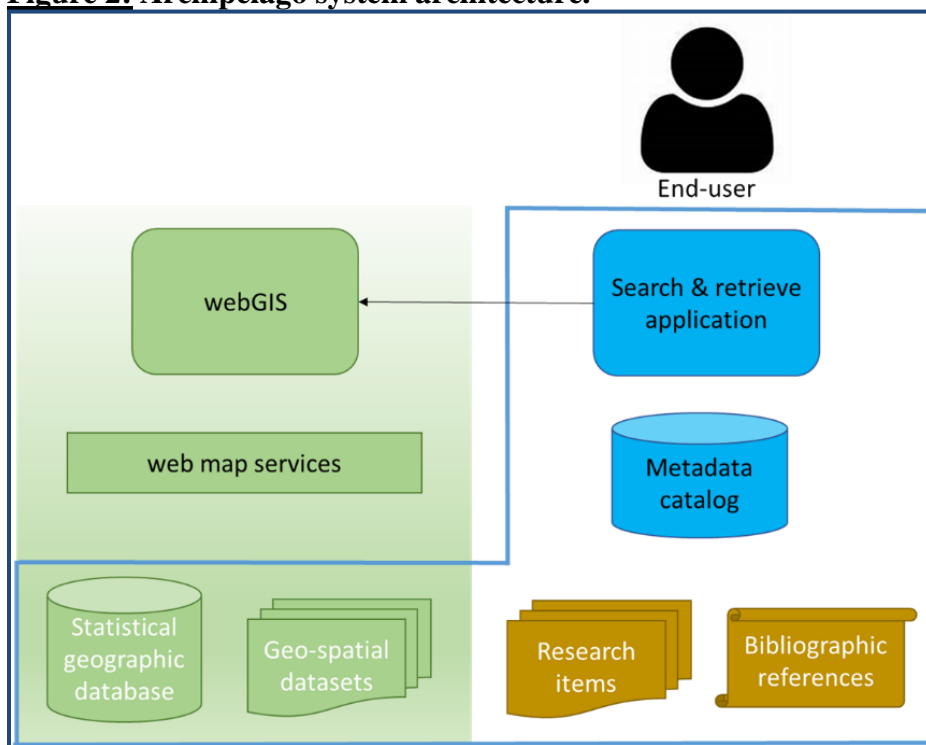 Figure 2: Archipelago system architecture.
End-user
webGIS
Search & retrieve
application
web map services
Metadata
catalog
Statistical
geographic
database
Geo-spatial
datasets
Research
items
Bibliographic
references